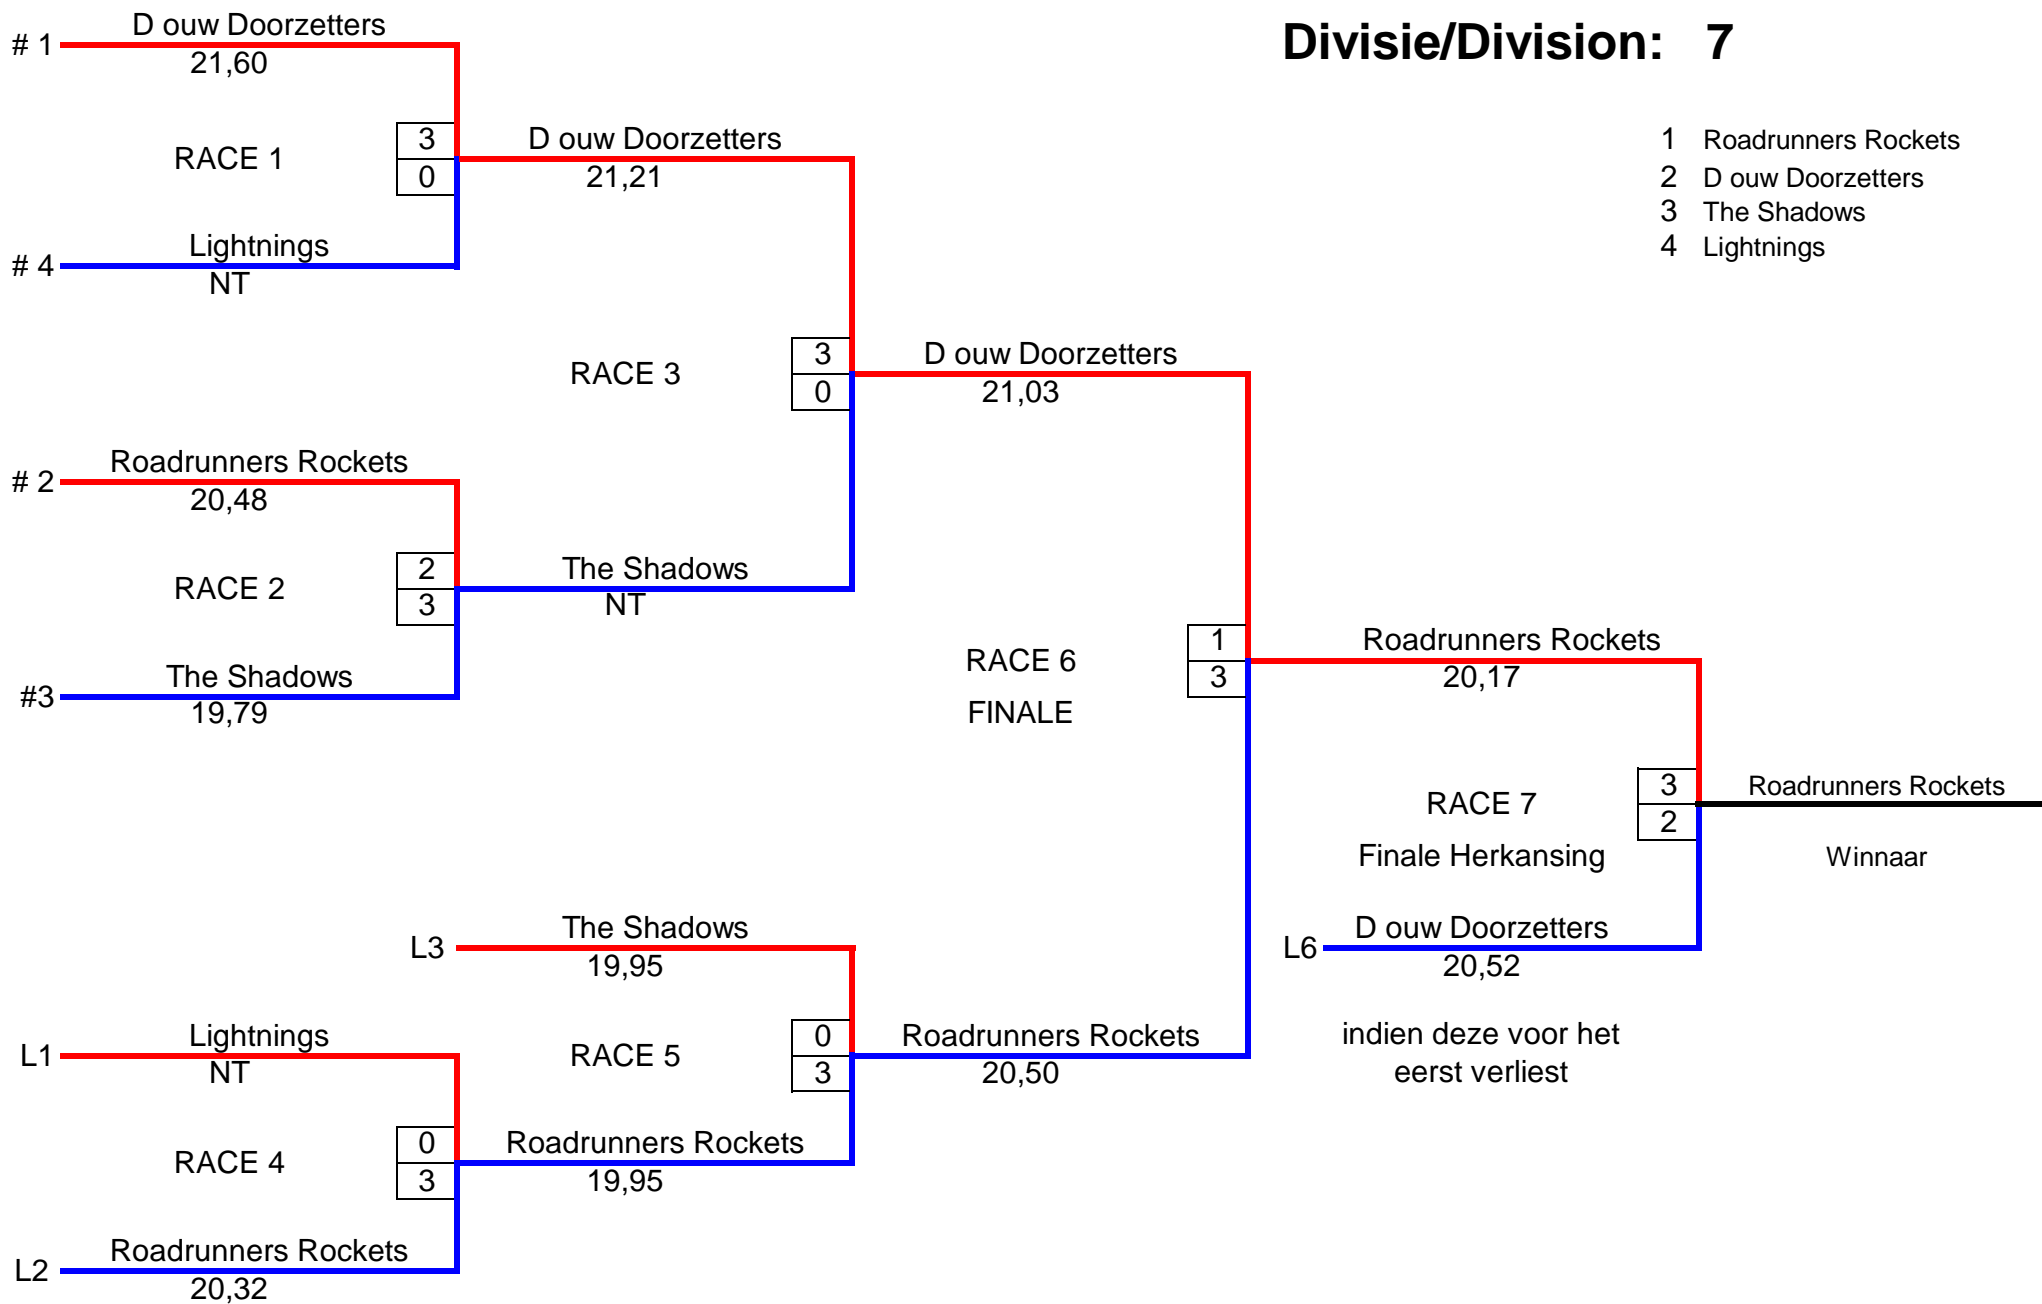 Divisie/Division: 7
1 Roadrunners Rockets
2 D ouw Doorzetters
3 The Shadows
4 Lightnings
# 1
D ouw Doorzetters
21,60
RACE 1
3
0
# 4
Lightnings
NT
D ouw Doorzetters
21,21
RACE 3
3
0
# 2
Roadrunners Rockets
20,48
RACE 2
2
3
#3
The Shadows
19,79
The Shadows
NT
D ouw Doorzetters
21,03
RACE 6
FINALE
1
3
Roadrunners Rockets
20,17
RACE 7
Finale Herkansing
3
2
Roadrunners Rockets
Winnaar
L6
D ouw Doorzetters
20,52
indien deze voor het
eerst verliest
L3
The Shadows
19,95
RACE 5
0
3
Roadrunners Rockets
20,50
L1
Lightnings
NT
RACE 4
0
3
Roadrunners Rockets
19,95
L2
Roadrunners Rockets
20,32